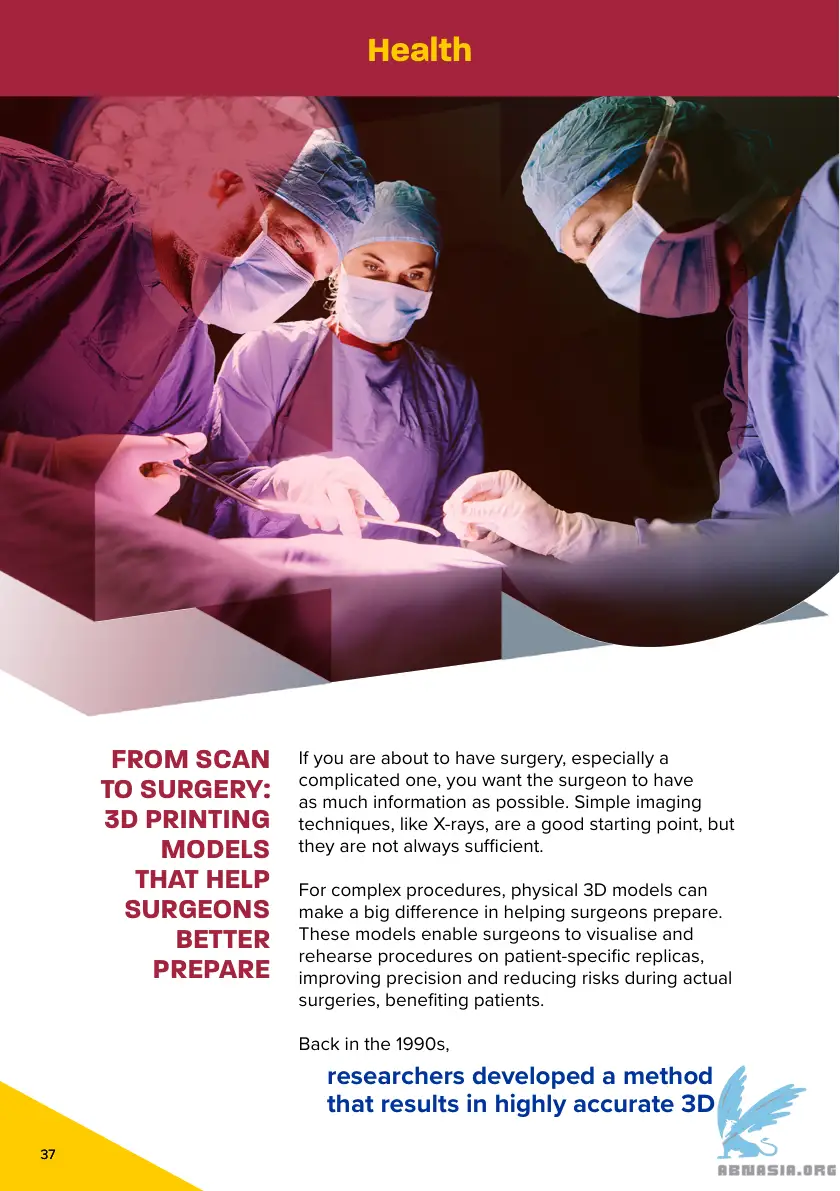 Health
FROM SCAN
TO SURGERY:
3D PRINTING
MODELS
THAT HELP
SURGEONS
BETTER
PREPARE
If you are about to have surgery, especially a
complicated one, you want the surgeon to have
as much information as possible. Simple imaging
techniques, like X-rays, are a good starting point, but
they are not always sufficient.
For complex procedures, physical 3D models can
make a big difference in helping surgeons prepare.
These models enable surgeons to visualise and
rehearse procedures on patient-specific replicas,
improving precision and reducing risks during actual
surgeries, benefiting patients.
Back in the 1990s,
researchers developed a method
that results in highly accurate 3D
37
ABNASIA.ORG